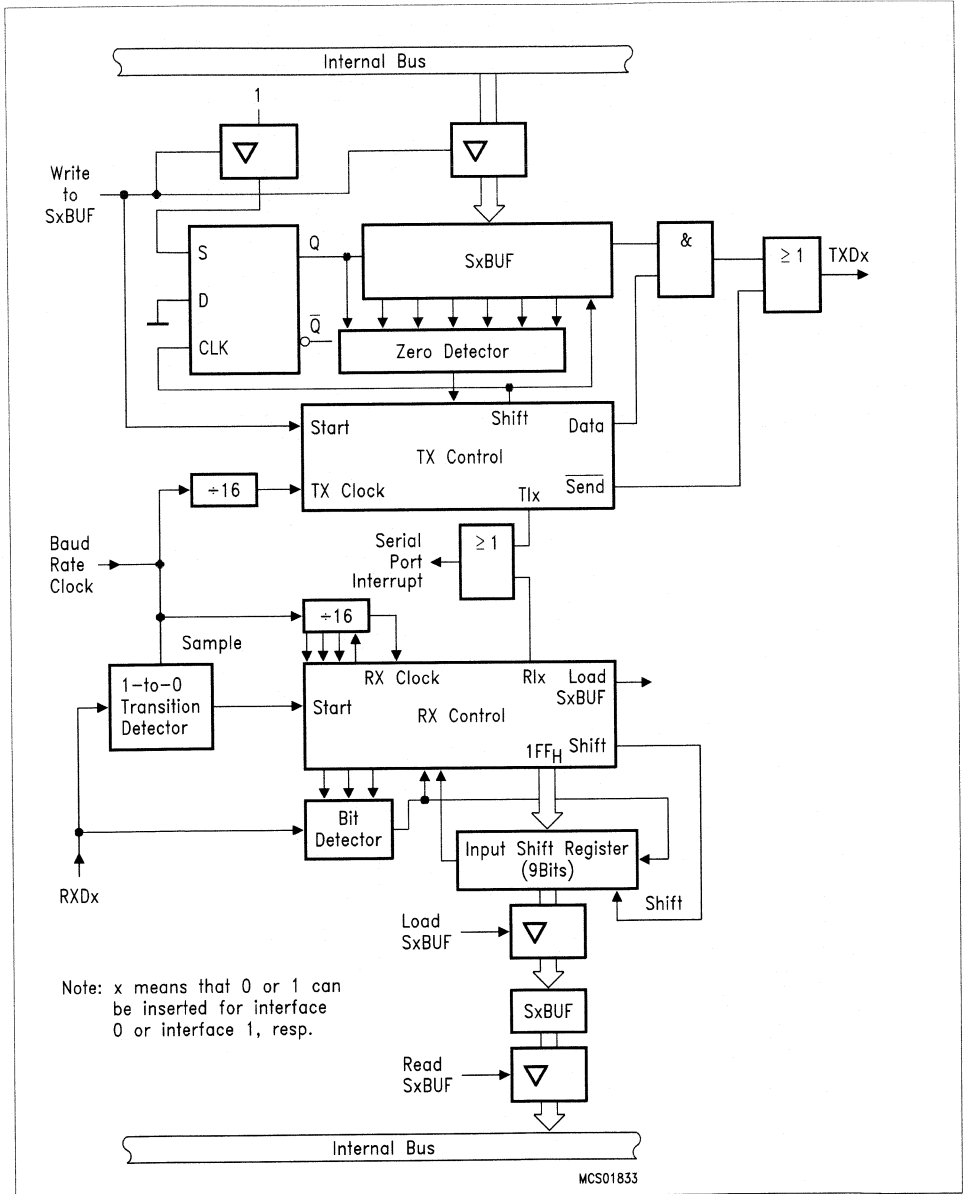 Internal Bus
1
Write
to
SxBUF
S
D
CLK
Q
Q̅
SxBUF
&
≥ 1
TXDx
Zero Detector
Shift
Start
Data
TX Control
÷16
TX Clock
TIx
S̅e̅n̅d̅
Baud
Rate
Clock
Serial
Port
Interrupt
≥ 1
÷16
Sample
1-to-0
Transition
Detector
RX Clock
RIx
Load
SxBUF
Start
RX Control
1FFH
Shift
Bit
Detector
Input Shift Register
(9Bits)
RXDx
Shift
Load
SxBUF
Note: x means that 0 or 1 can
be inserted for interface
0 or interface 1, resp.
SxBUF
Read
SxBUF
Internal Bus
MCS01833